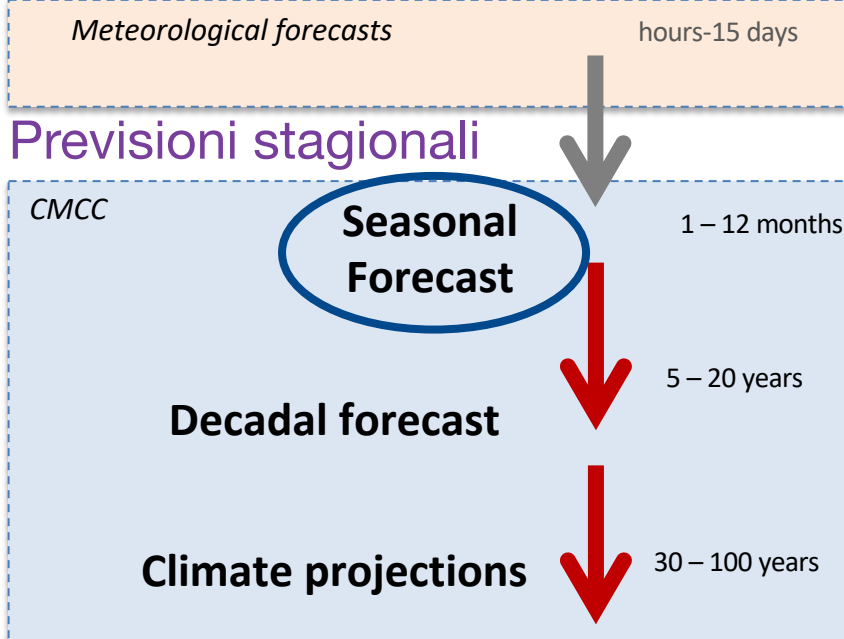 Meteorological forecasts
hours-15 days
Previsioni stagionali
CMCC
Seasonal
Forecast
1 – 12 months
5 – 20 years
Decadal forecast
Climate projections
30 – 100 years